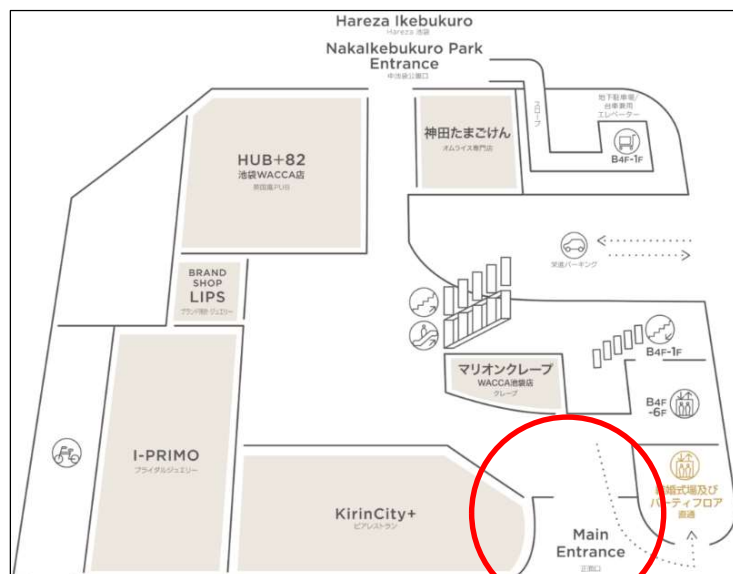 Hareza Ikebukuro
Hareza 池袋
NakaIkebukuro Park
Entrance
中池袋公園口
スロープ
地下駐車場/
台車兼用
エレベーター
B4F-1F
神田たまごけん
オムライス専門店
HUB+82
池袋WACCA店
英国風PUB
栄進パーキング
BRAND
SHOP
LIPS
ブランド時計・ジュエリー
B4F-1F
マリオンクレープ
WACCA池袋店
クレープ
B4F
-6F
I-PRIMO
ブライダルジュエリー
結婚式場及び
パーティフロア
直通
KirinCity+
ビアレストラン
Main
Entrance
正面口